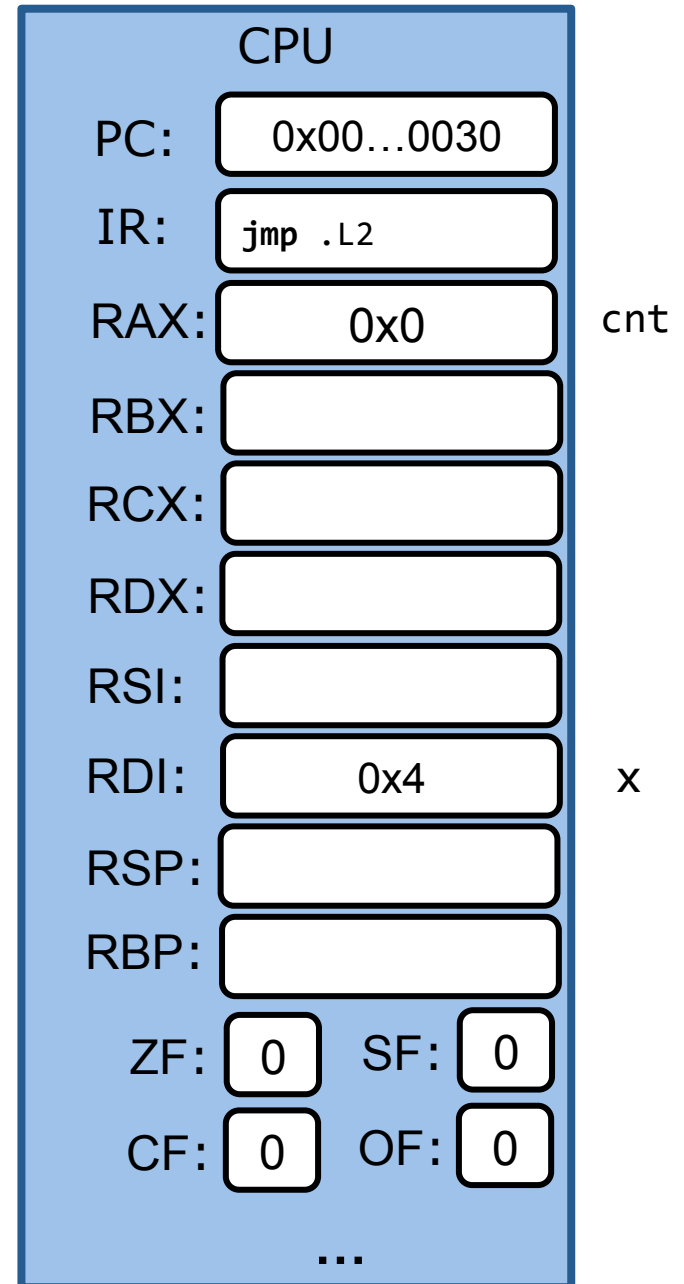 CPU
PC: 0x00...0030
IR: jmp .L2
RAX: 0x0 cnt
RBX:
RCX:
RDX:
RSI:
RDI: 0x4 x
RSP:
RBP:
ZF: 0 SF: 0
CF: 0 OF: 0
...